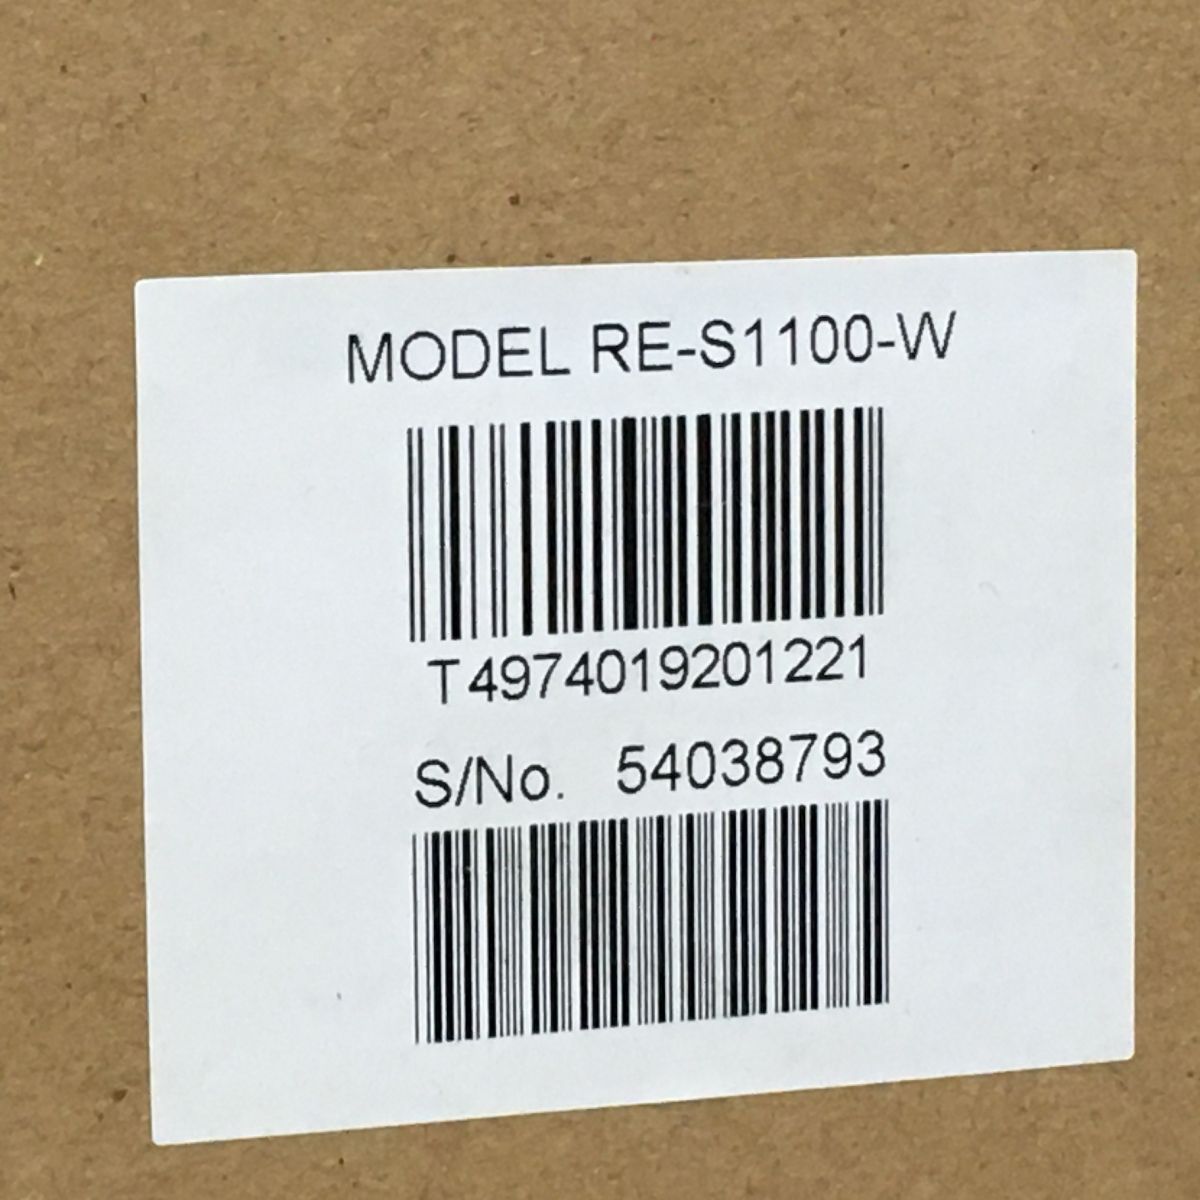 MODEL RE-S1100-W
T4974019201221
S/No. 54038793